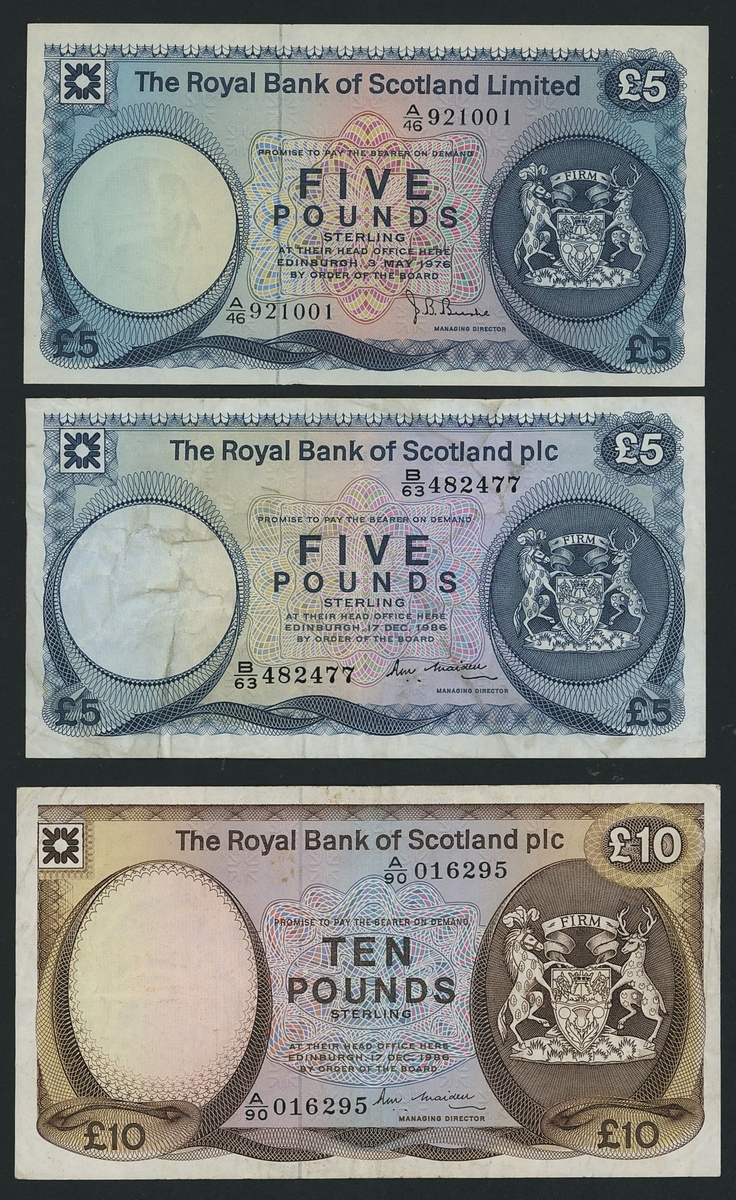 The Royal Bank of Scotland Limited £5
A/46 921001
FIRM
PROMISE TO PAY THE BEARER ON DEMAND
FIVE
POUNDS
STERLING
AT THEIR HEAD OFFICE HERE
EDINBURGH, 3 MAY 1976
BY ORDER OF THE BOARD
A/46 921001
J. B. Burke
MANAGING DIRECTOR
£5 £5
The Royal Bank of Scotland plc £5
B/63 482477
PROMISE TO PAY THE BEARER ON DEMAND
FIRM
FIVE
POUNDS
STERLING
AT THEIR HEAD OFFICE HERE
EDINBURGH, 17 DEC. 1986
BY ORDER OF THE BOARD
B/63 482477
MANAGING DIRECTOR
£5 £5
The Royal Bank of Scotland plc £10
A/90 016295
PROMISE TO PAY THE BEARER ON DEMAND
FIRM
TEN
POUNDS
STERLING
AT THEIR HEAD OFFICE HERE
EDINBURGH, 17 DEC. 1986
BY ORDER OF THE BOARD
A/90 016295
MANAGING DIRECTOR
£10 £10